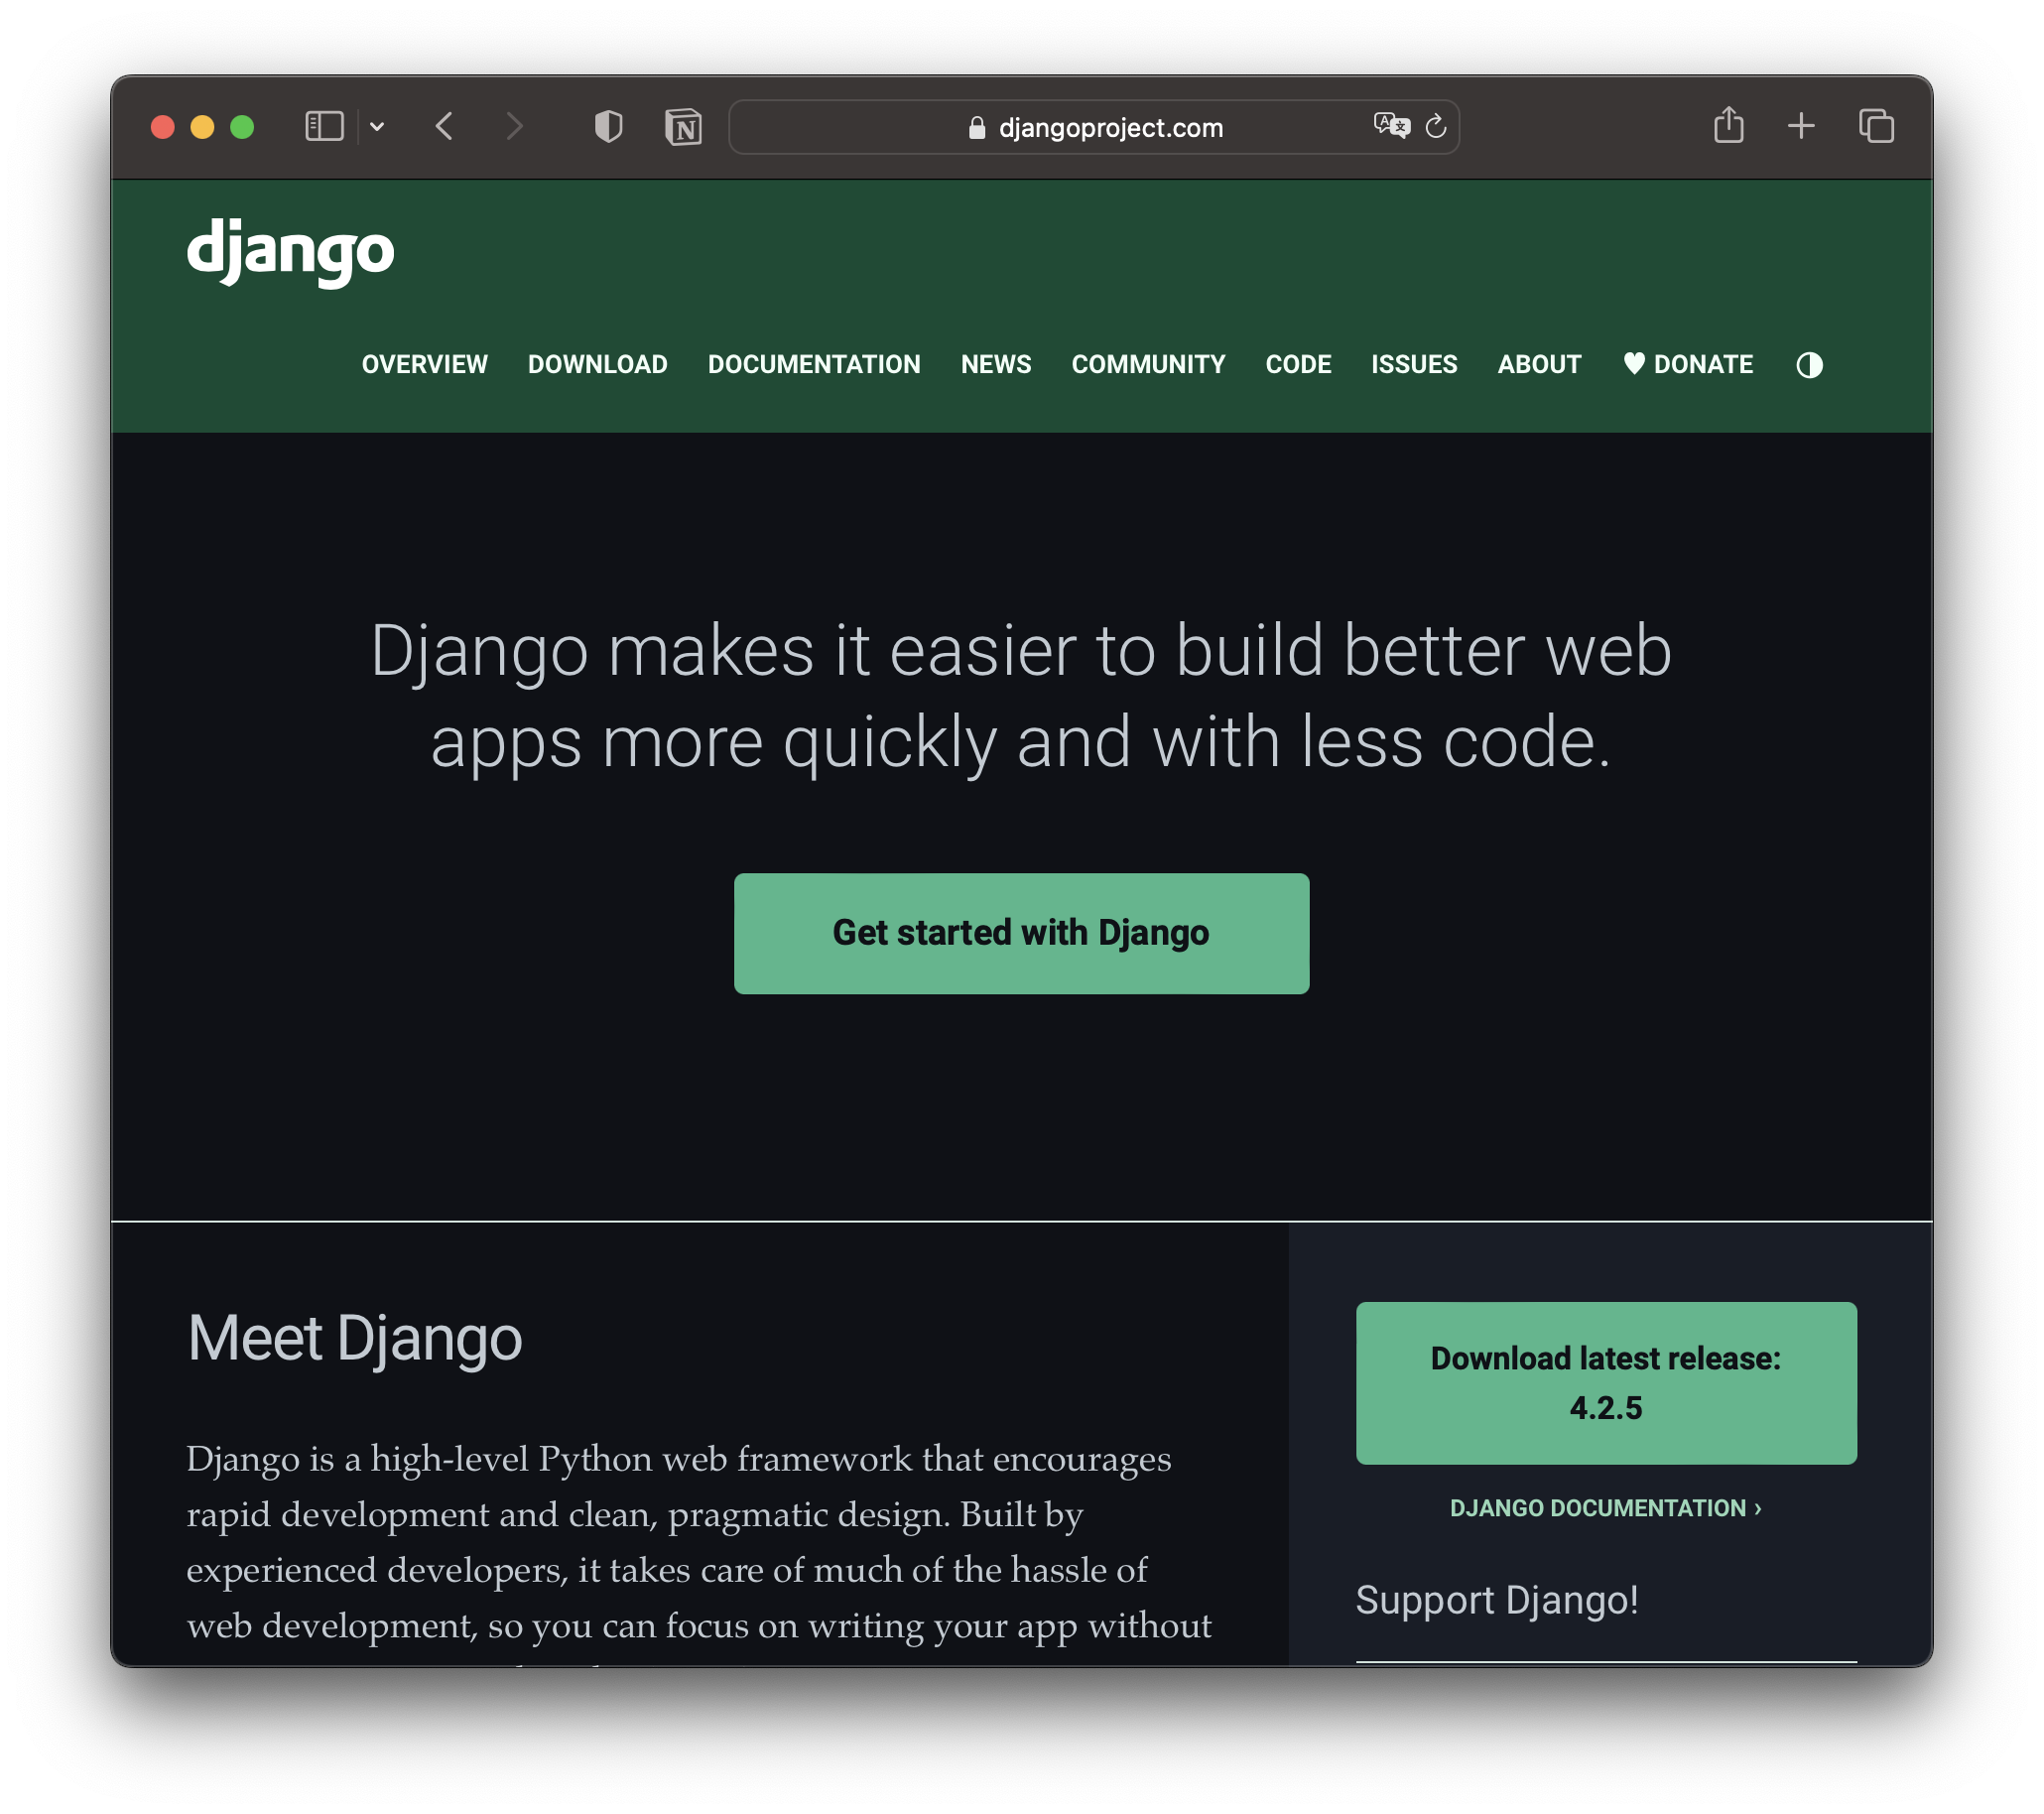 djangoproject.com
django
OVERVIEW DOWNLOAD DOCUMENTATION NEWS COMMUNITY CODE ISSUES ABOUT ♥ DONATE
Django makes it easier to build better web
apps more quickly and with less code.
Get started with Django
Meet Django
Django is a high-level Python web framework that encourages
rapid development and clean, pragmatic design. Built by
experienced developers, it takes care of much of the hassle of
web development, so you can focus on writing your app without
Download latest release:
4.2.5
DJANGO DOCUMENTATION ›
Support Django!